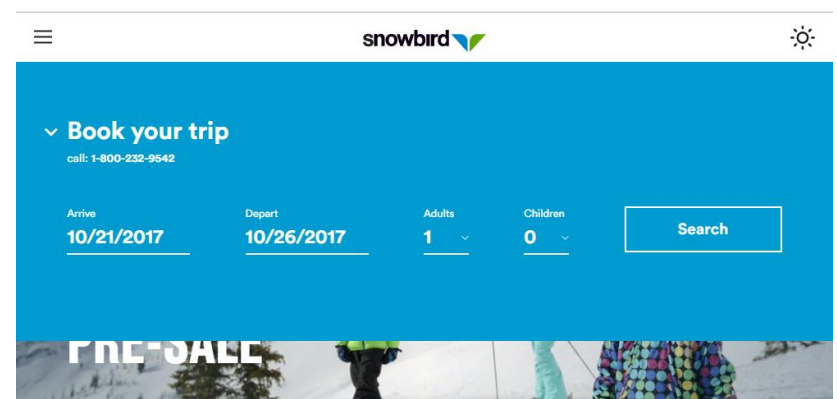 snowbird
Book your trip
call: 1-800-232-9542
Arrive Depart Adults Children
10/21/2017 10/26/2017 1 0 Search
PRE-SALE